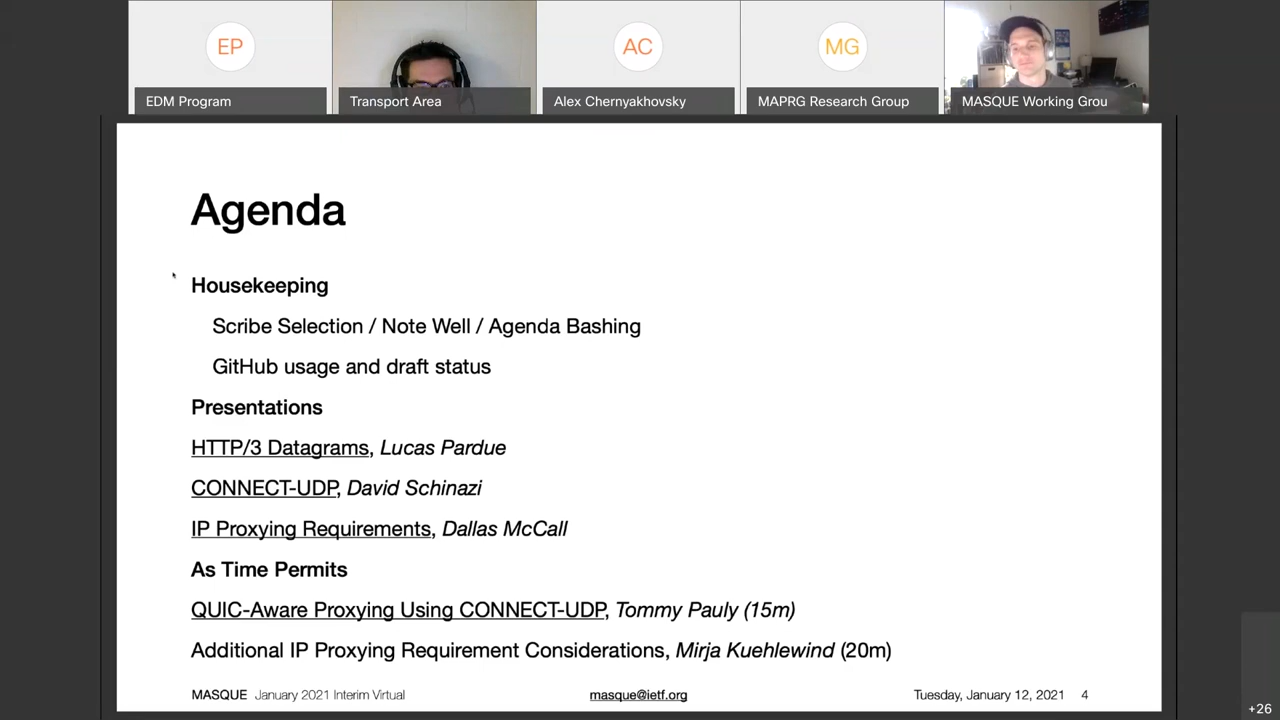 EP
AC
MG
EDM Program
Transport Area
Alex Chernyakhovsky
MAPRG Research Group
MASQUE Working Grou
Agenda
Housekeeping
Scribe Selection / Note Well / Agenda Bashing
GitHub usage and draft status
Presentations
HTTP/3 Datagrams, Lucas Pardue
CONNECT-UDP, David Schinazi
IP Proxying Requirements, Dallas McCall
As Time Permits
QUIC-Aware Proxying Using CONNECT-UDP, Tommy Pauly (15m)
Additional IP Proxying Requirement Considerations, Mirja Kuehlewind (20m)
MASQUE January 2021 Interim Virtual
masque@ietf.org
Tuesday, January 12, 2021 4
+26